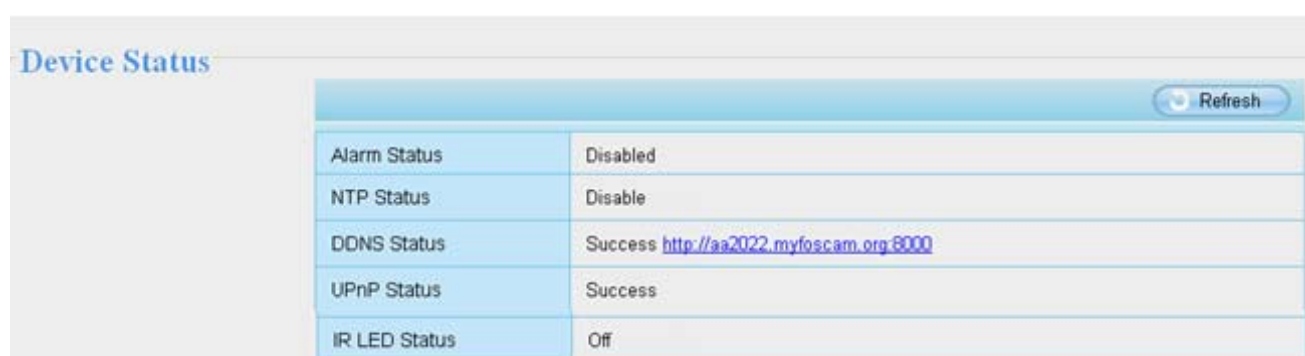 Device Status
Refresh
Alarm Status Disabled
NTP Status Disable
DDNS Status Success http://aa2022.myfoscam.org:8000
UPnP Status Success
IR LED Status Off